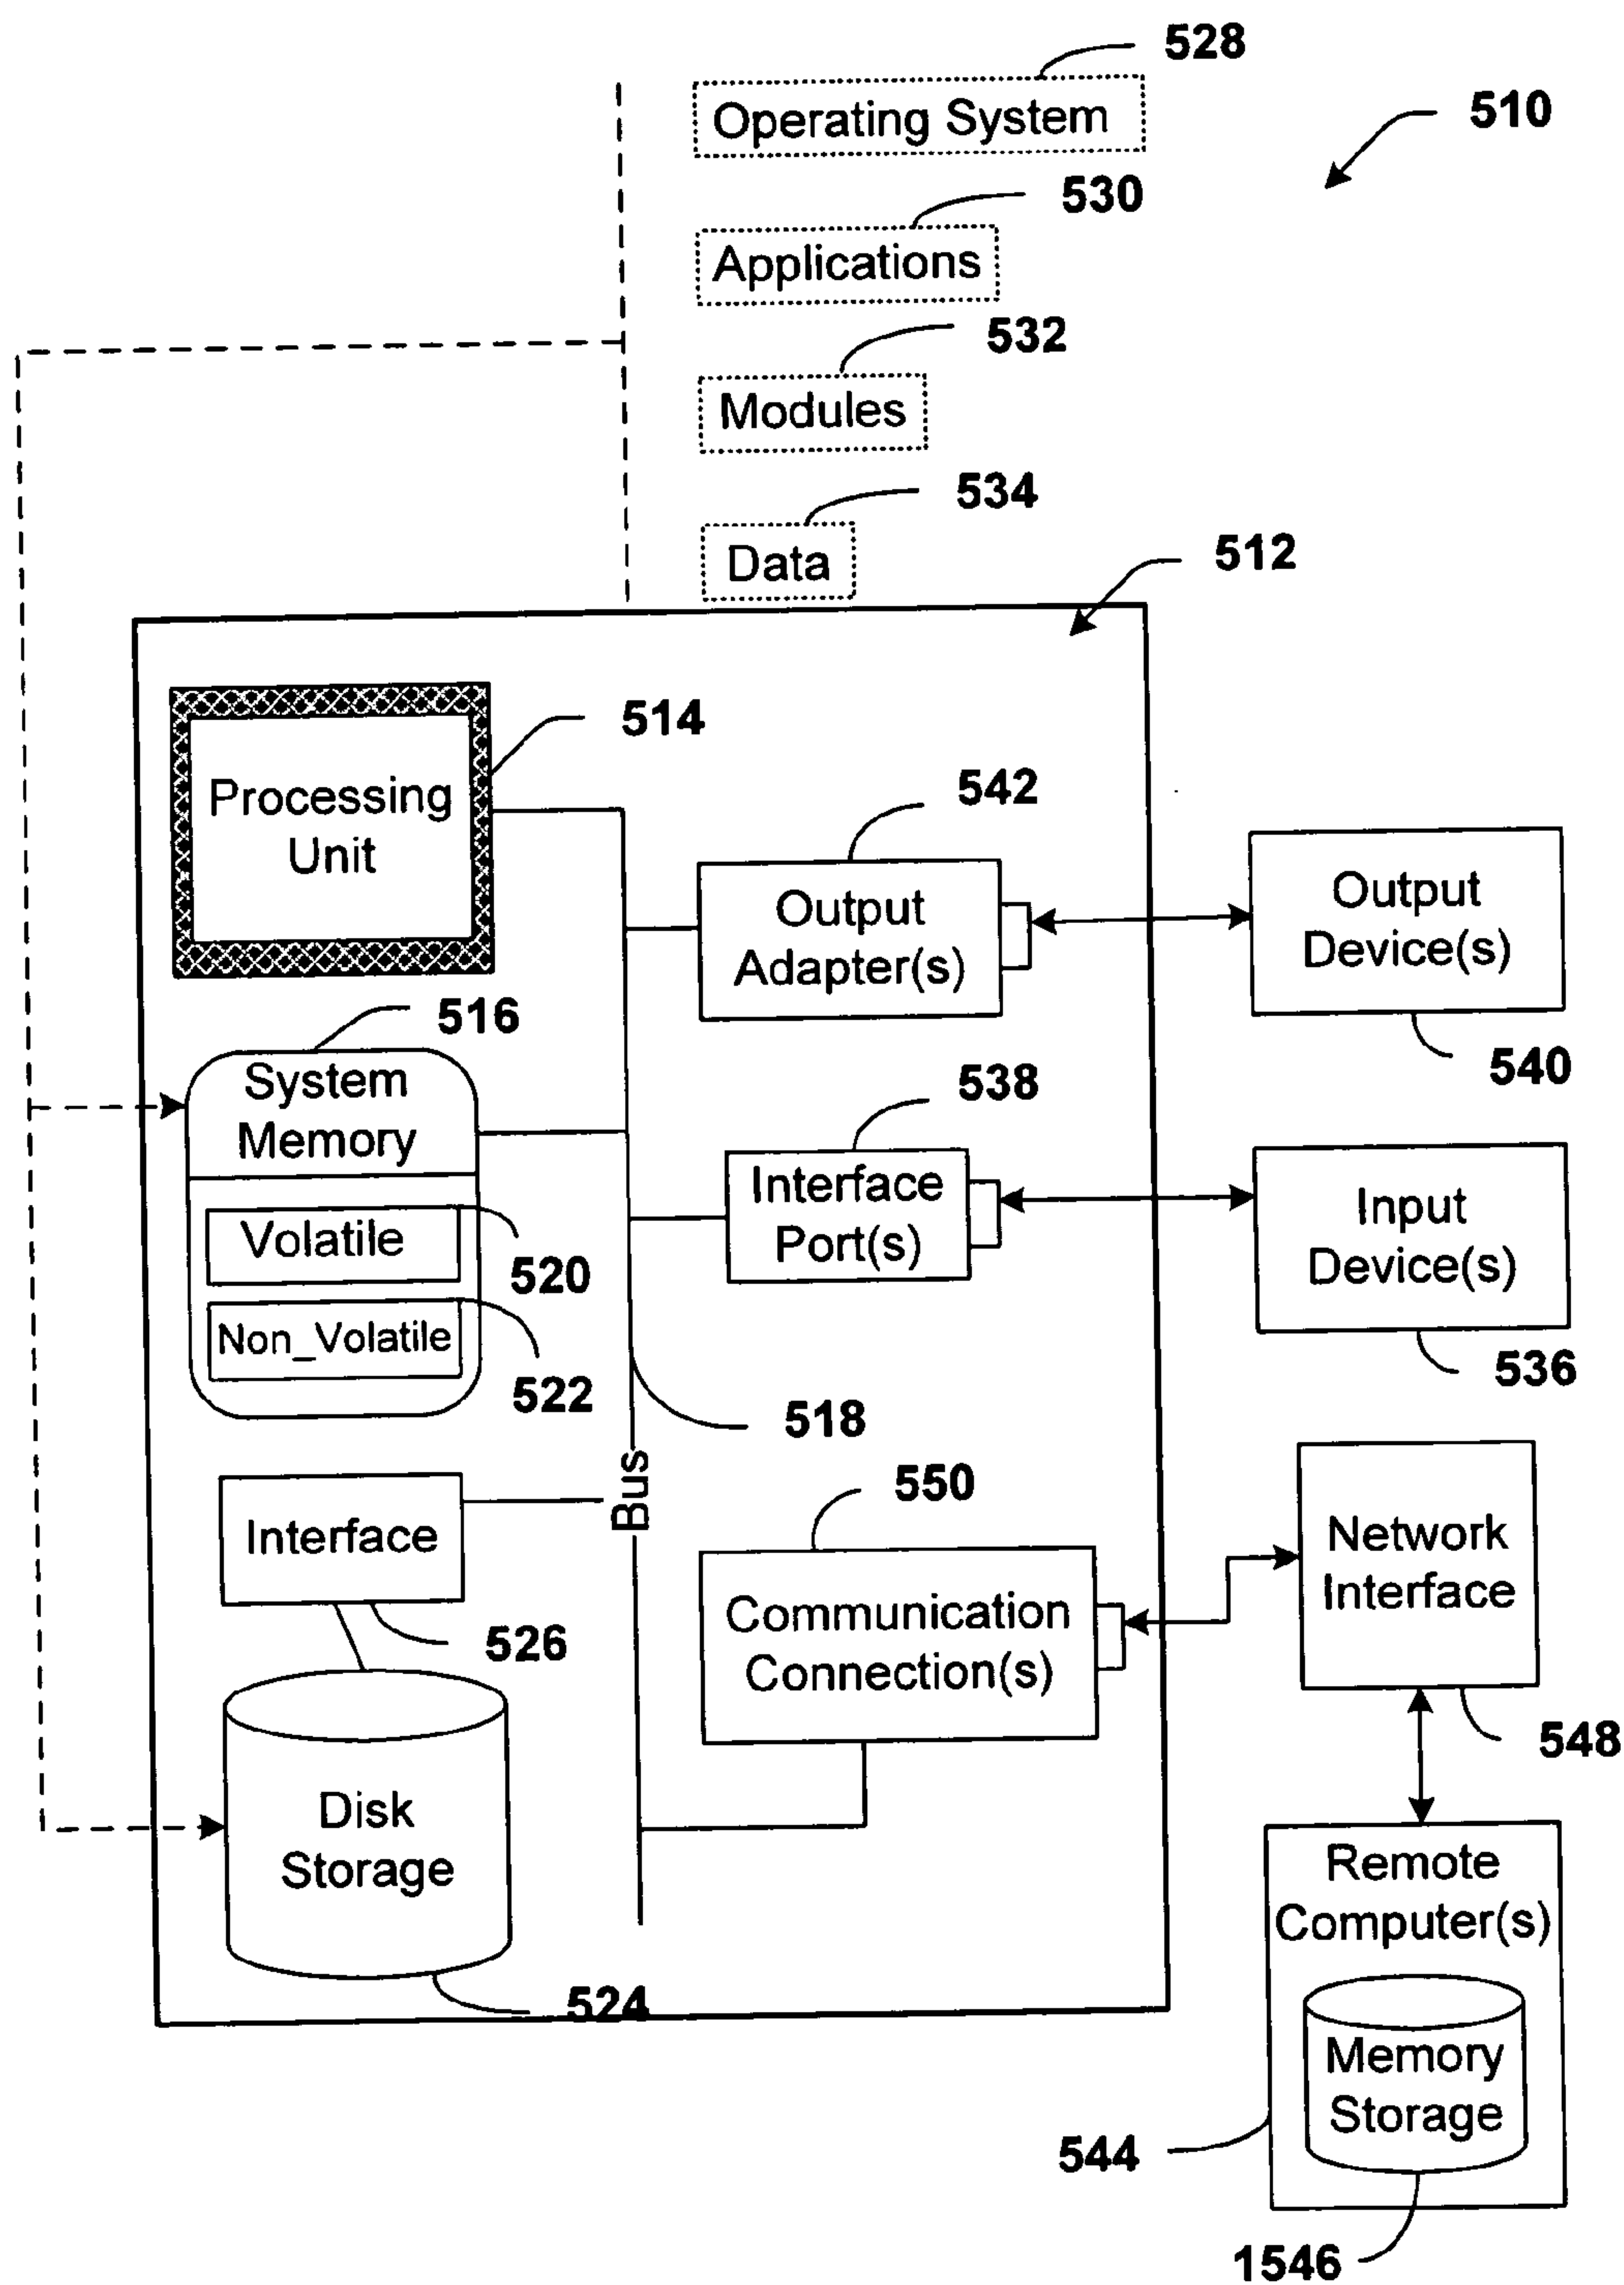 528
Operating System
510
530
Applications
532
Modules
534
Data
512
514
Processing
Unit
542
Output
Adapter(s)
Output
Device(s)
540
516
System
Memory
538
Interface
Port(s)
Input
Device(s)
536
Volatile
520
Non_Volatile
522
518
Bus
550
Interface
526
Communication
Connection(s)
Network
Interface
548
Disk
Storage
524
Remote
Computer(s)
Memory
Storage
544
1546